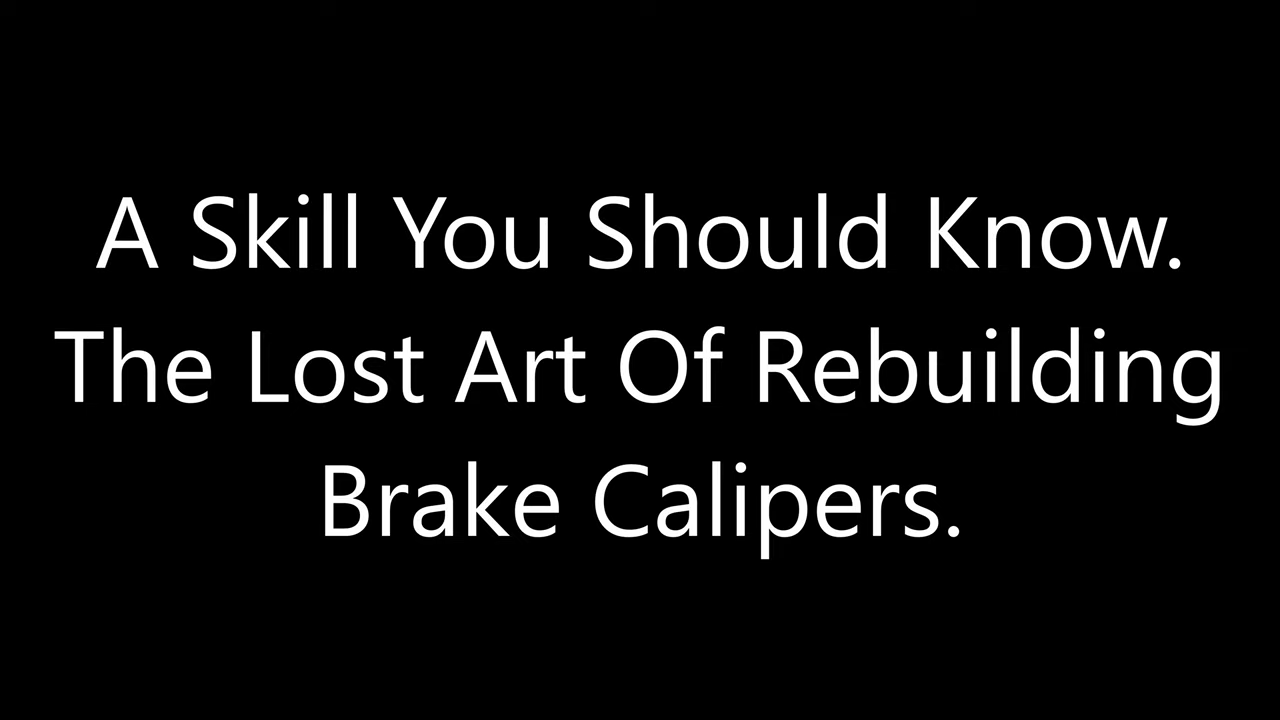 A Skill You Should Know.
The Lost Art Of Rebuilding
Brake Calipers.